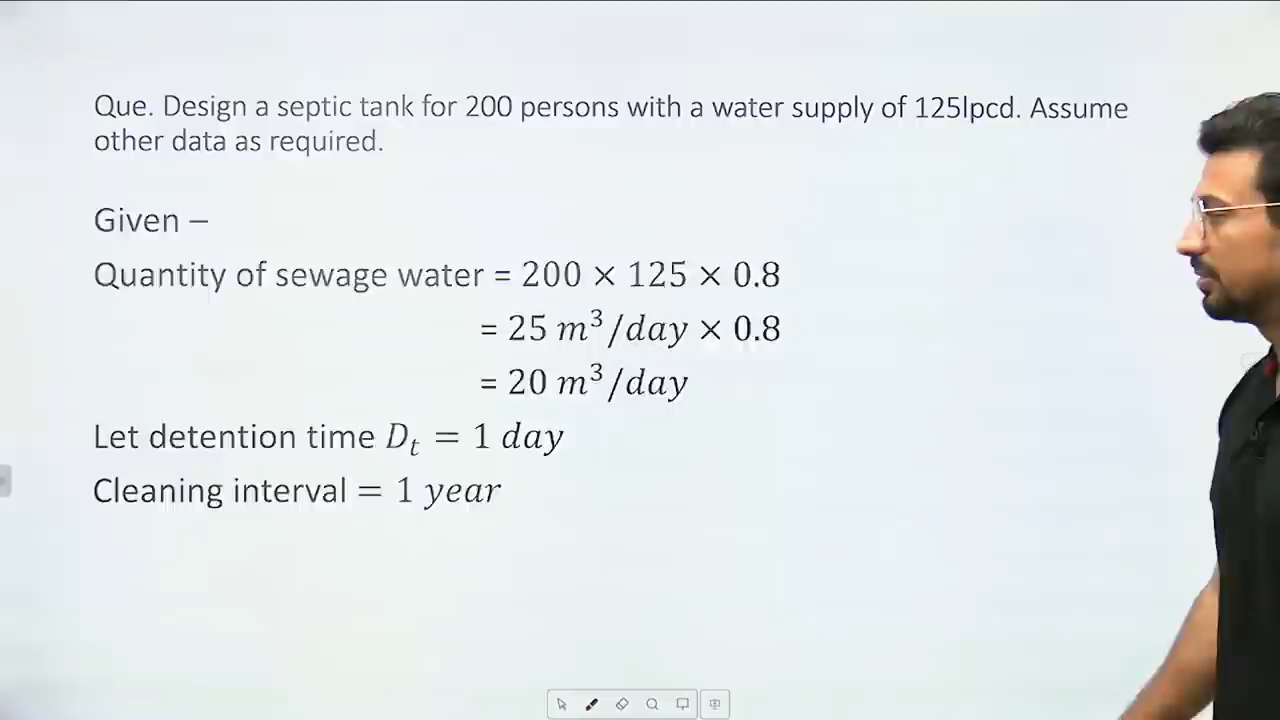 Que. Design a septic tank for 200 persons with a water supply of 125lpcd. Assume
other data as required.
Given –
Quantity of sewage water = 200 × 125 × 0.8
= 25 m³/day × 0.8
= 20 m³/day
Let detention time Dₜ = 1 day
Cleaning interval = 1 year